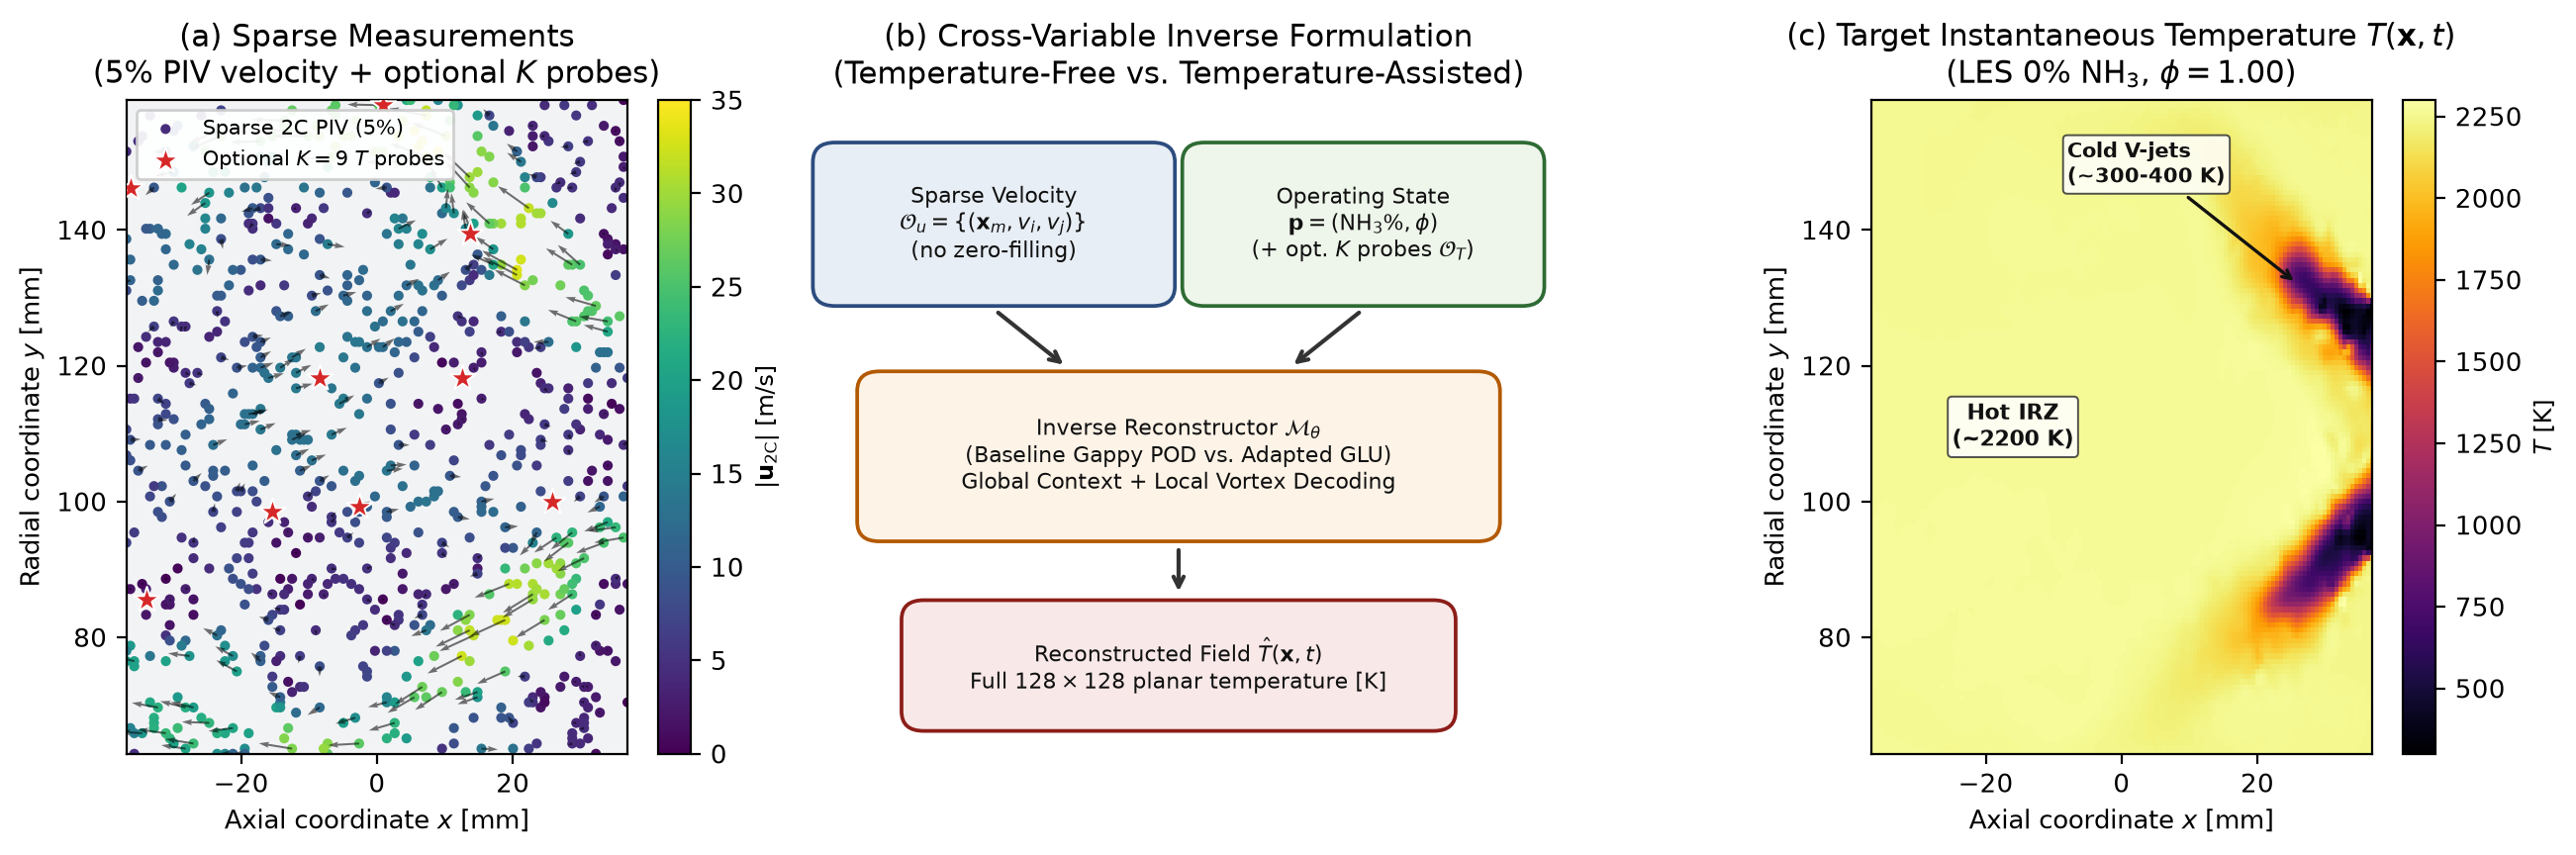 (a) Sparse Measurements
(5% PIV velocity + optional K probes)
Sparse 2C PIV (5%)
Optional K = 9 T probes
140
120
100
80
−20
0
20
Radial coordinate y [mm]
Axial coordinate x [mm]
35
30
25
20
15
10
5
0
|u₂C| [m/s]
(b) Cross-Variable Inverse Formulation
(Temperature-Free vs. Temperature-Assisted)
Sparse Velocity
𝒪ᵤ = {(𝐱ₘ, vᵢ, vⱼ)}
(no zero-filling)
Operating State
𝐩 = (NH₃%, ϕ)
(+ opt. K probes 𝒪_T)
Inverse Reconstructor ℳ_θ
(Baseline Gappy POD vs. Adapted GLU)
Global Context + Local Vortex Decoding
Reconstructed Field T̂(𝐱, t)
Full 128 × 128 planar temperature [K]
(c) Target Instantaneous Temperature T(𝐱, t)
(LES 0% NH₃, ϕ = 1.00)
Cold V-jets
(~300-400 K)
Hot IRZ
(~2200 K)
140
120
100
80
−20
0
20
Radial coordinate y [mm]
Axial coordinate x [mm]
2250
2000
1750
1500
1250
1000
750
500
T [K]